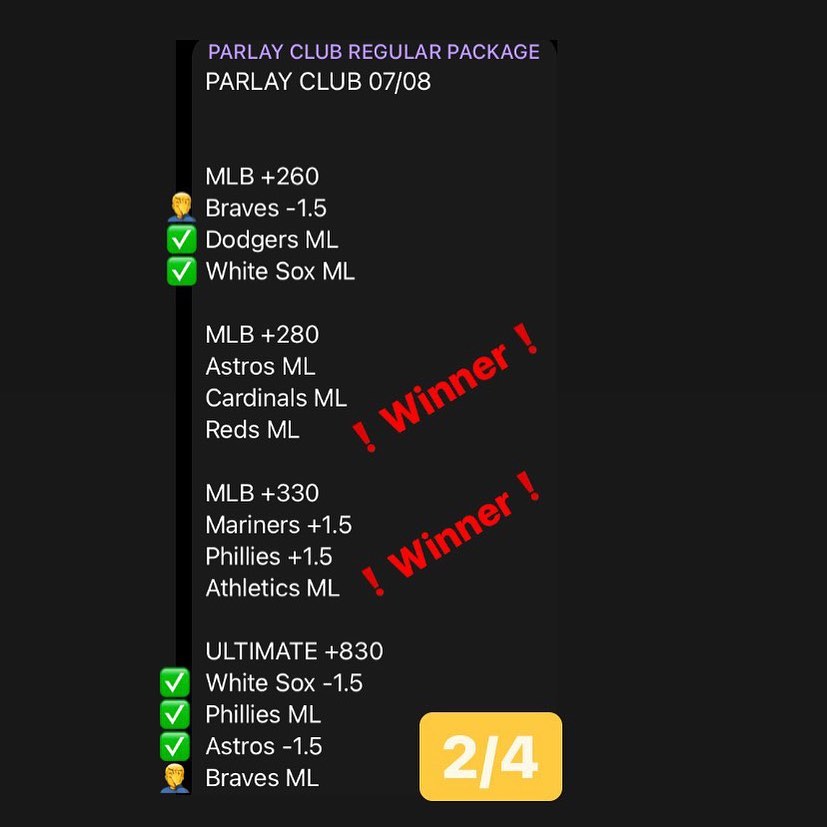 PARLAY CLUB REGULAR PACKAGE
PARLAY CLUB 07/08
MLB +260
Braves -1.5
Dodgers ML
White Sox ML
MLB +280
Astros ML
Cardinals ML
Reds ML
❗Winner❗
MLB +330
Mariners +1.5
Phillies +1.5
Athletics ML
❗Winner❗
ULTIMATE +830
White Sox -1.5
Phillies ML
Astros -1.5
Braves ML
2/4